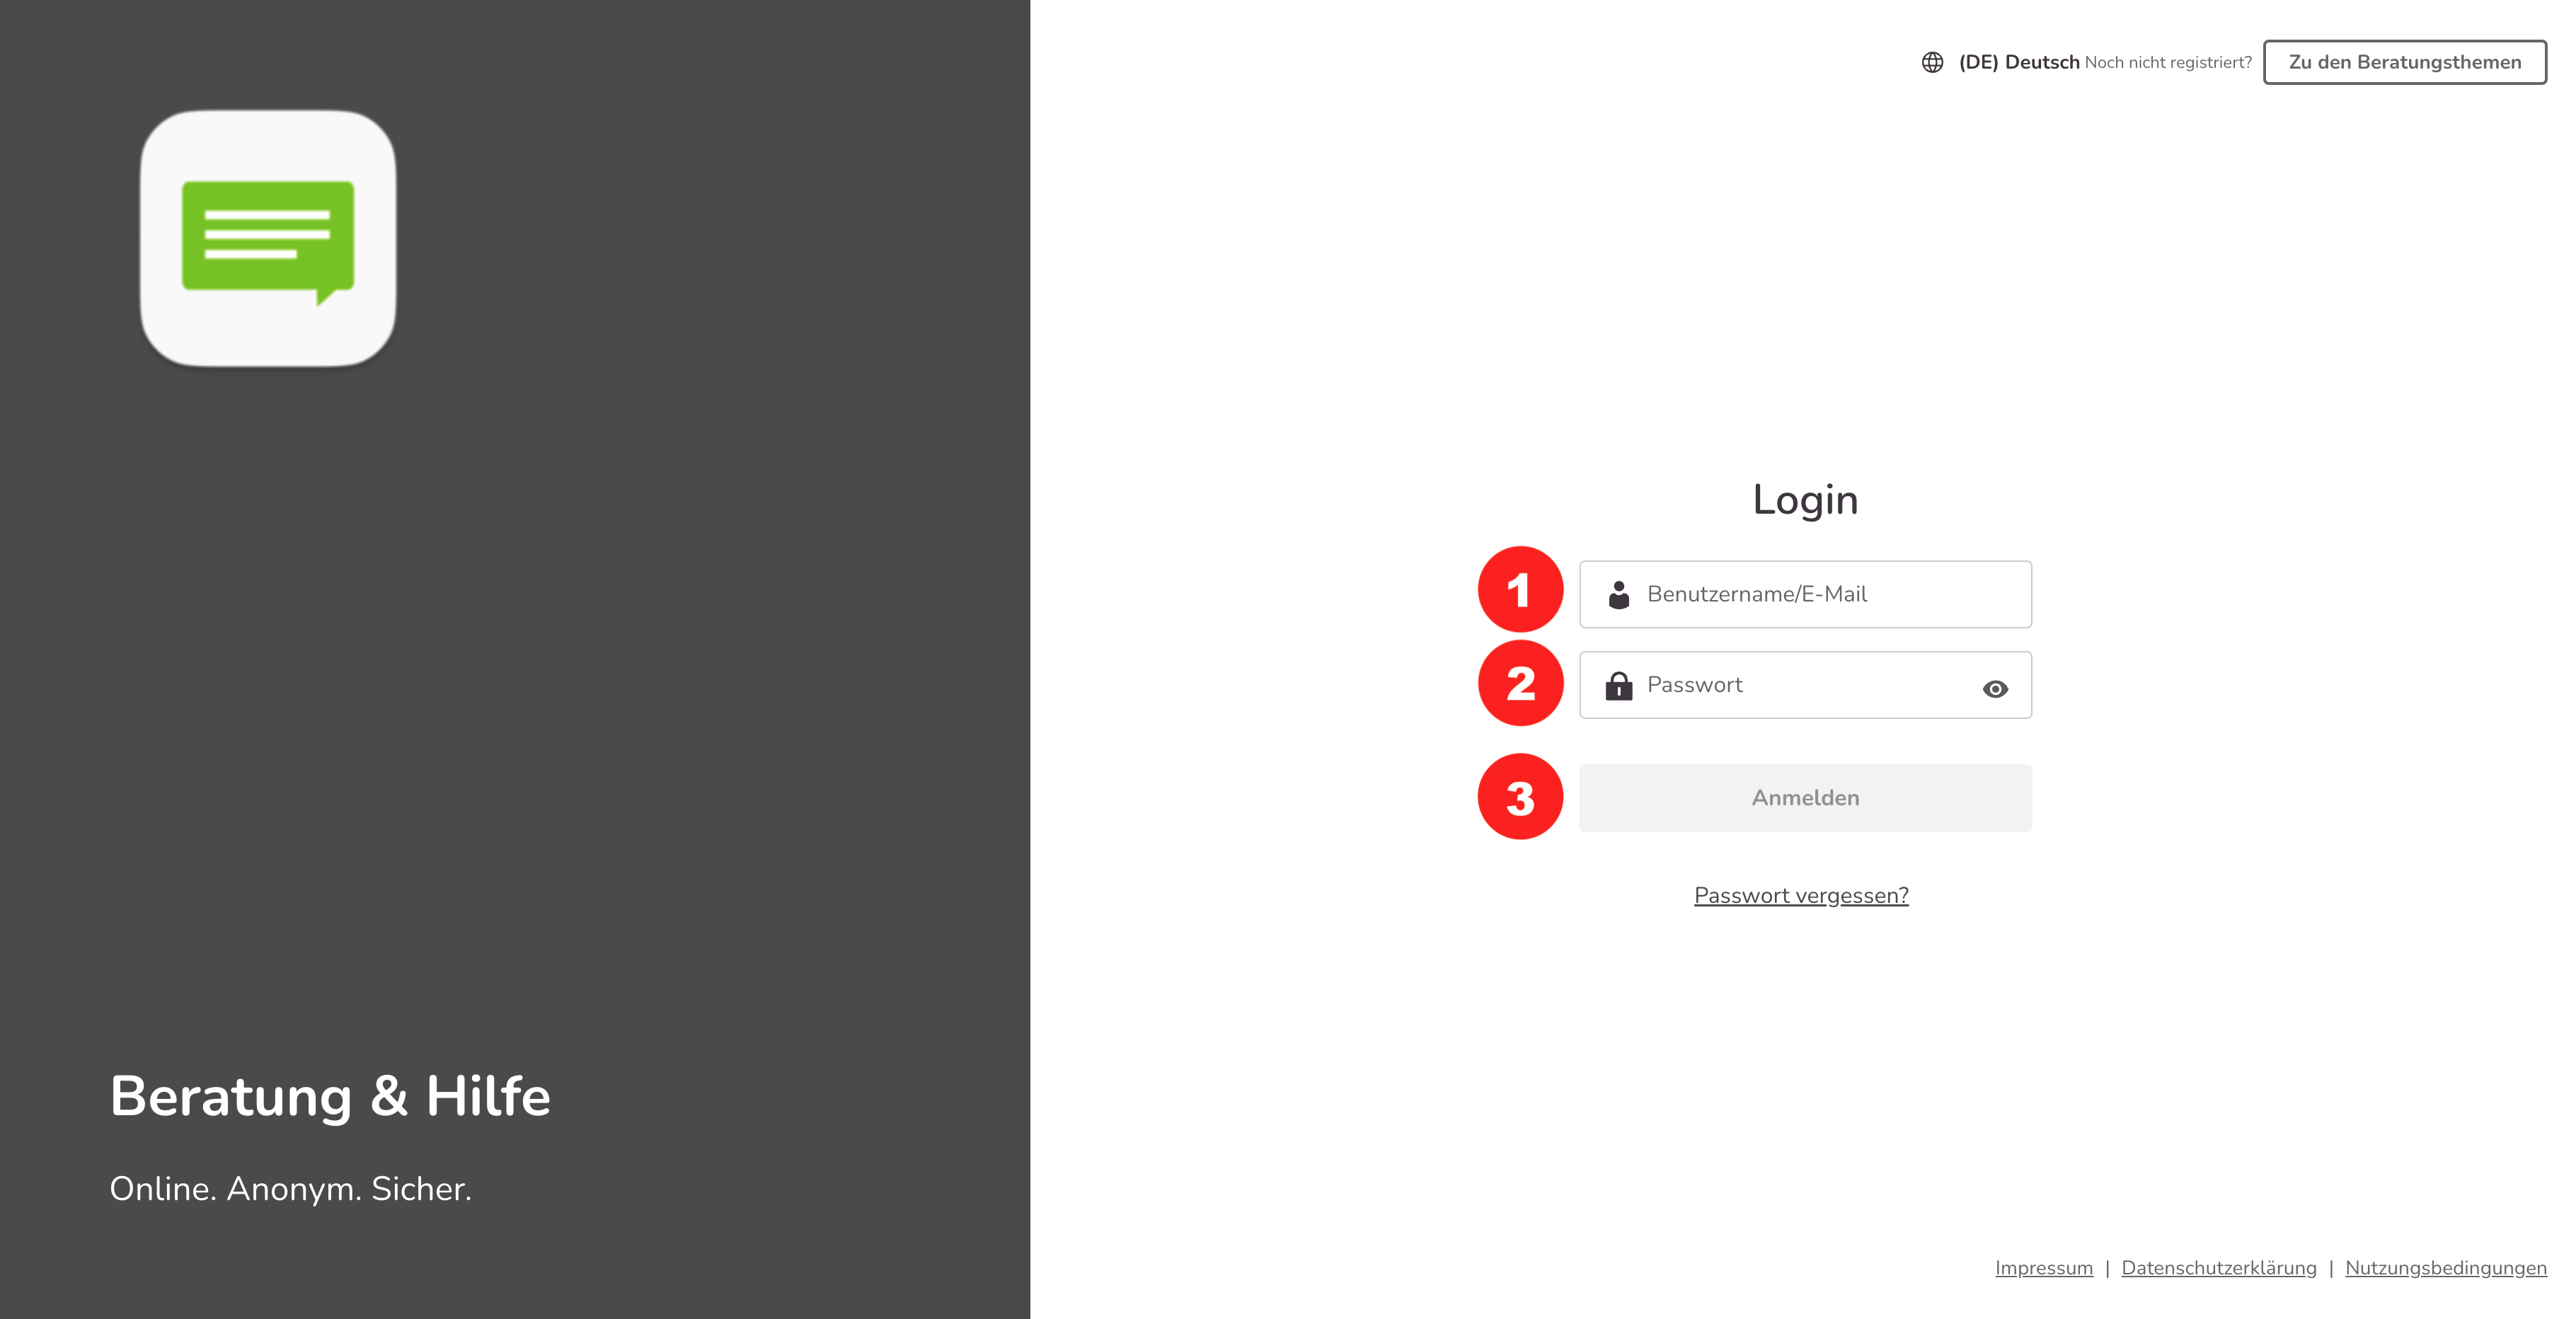 (DE) Deutsch Noch nicht registriert? Zu den Beratungsthemen
Login
1 Benutzername/E-Mail
2 Passwort
3 Anmelden
Passwort vergessen?
Beratung & Hilfe
Online. Anonym. Sicher.
Impressum | Datenschutzerklärung | Nutzungsbedingungen